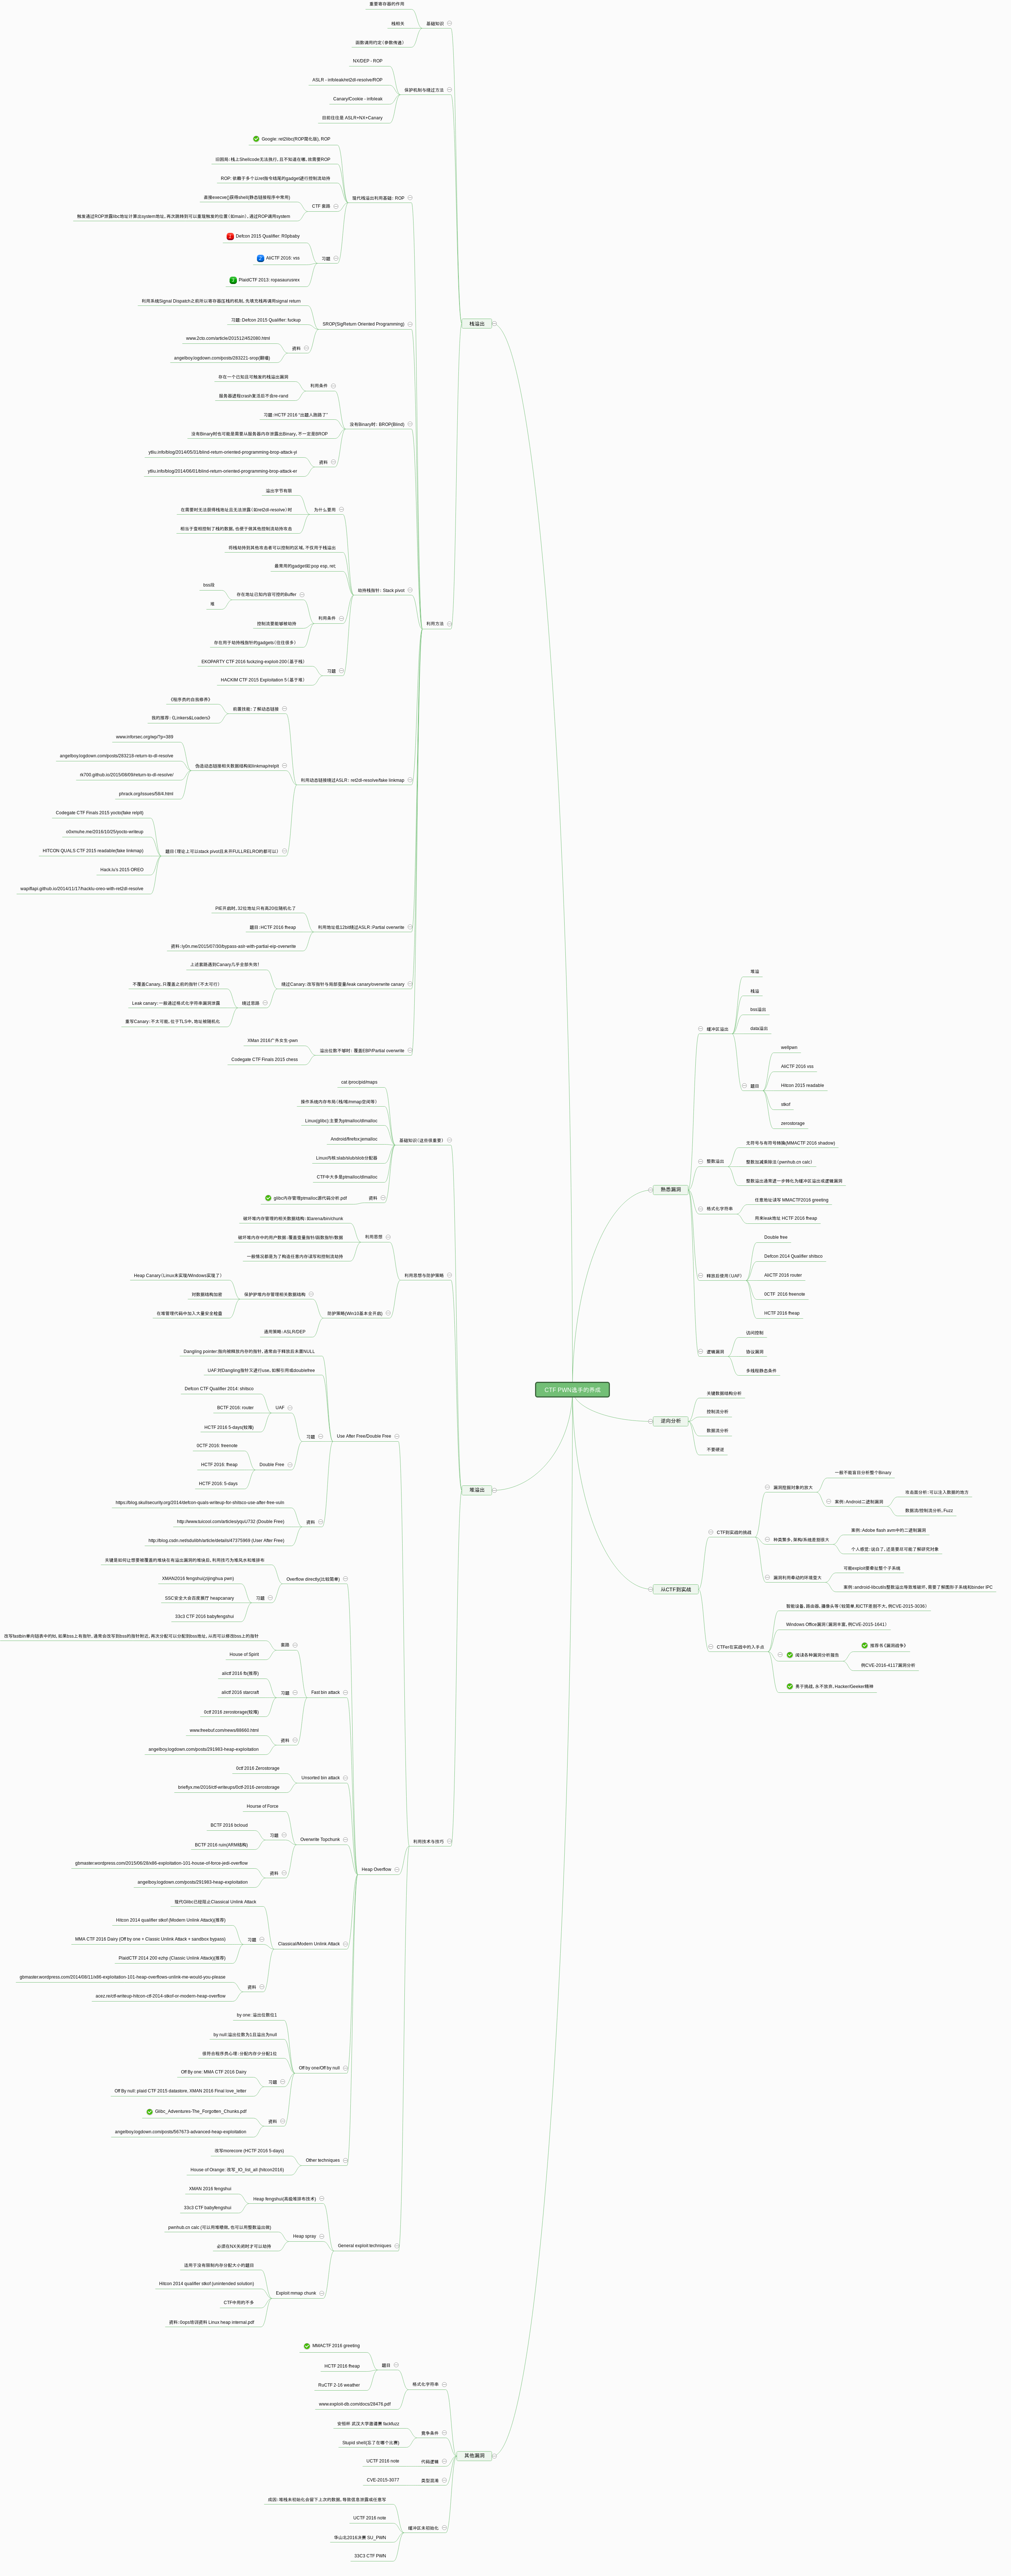 CTF PWN选手的养成
栈溢出
基础知识
重要寄存器的作用
栈相关
函数调用约定（参数传递）
保护机制与绕过方法
NX/DEP - ROP
ASLR - infoleak/ret2dl-resolve/ROP
Canary/Cookie - infoleak
目前往往是 ASLR+NX+Canary
利用方法
现代栈溢出利用基础：ROP
Google: ret2libc(ROP简化版), ROP
旧困局：栈上Shellcode无法执行，且不知道在哪，故需要ROP
ROP: 依赖于多个以ret指令结尾的gadget进行控制流劫持
CTF 套路
直接execve()获得shell(静态链接程序中常用)
触发通过ROP泄露libc地址计算出system地址，再次跳转到可以重复触发的位置（如main），通过ROP调用system
习题
Defcon 2015 Qualifier: R0pbaby
AliCTF 2016: vss
PlaidCTF 2013: ropasaurusrex
SROP(SigReturn Oriented Programming)
利用系统Signal Dispatch之前所以寄存器压栈的机制，先填充栈再调用signal return
习题：Defcon 2015 Qualifier: fuckup
资料
www.2cto.com/article/201512/452080.html
angelboy.logdown.com/posts/283221-srop(翻墙)
没有Binary时：BROP(Blind)
利用条件
存在一个已知且可触发的栈溢出漏洞
服务器进程crash复活后不会re-rand
习题：HCTF 2016 "出题人跑路了"
没有Binary时也可能是需要从服务器内存泄露出Binary，不一定是BROP
资料
ytliu.info/blog/2014/05/31/blind-return-oriented-programming-brop-attack-yi
ytliu.info/blog/2014/06/01/blind-return-oriented-programming-brop-attack-er
劫持栈指针：Stack pivot
为什么要用
溢出字节有限
在需要时无法获得栈地址且无法泄露（如ret2dl-resolve）时
相当于直接控制了栈的数据，也便于做其他控制流劫持攻击
将栈劫持到其他攻击者可以控制的区域，不仅用于栈溢出
最常用的gadget如:pop esp, ret;
利用条件
存在地址已知内容可控的Buffer
bss段
堆
控制流要能够被劫持
存在用于劫持栈指针的gadgets（往往很多）
习题
EKOPARTY CTF 2016 fuckzing-exploit-200（基于栈）
HACKIM CTF 2015 Exploitation 5（基于堆）
利用动态链接绕过ASLR：ret2dl-resolve/fake linkmap
前置技能：了解动态链接
《程序员的自我修养》
我的推荐:《Linkers&Loaders》
伪造动态链接相关数据结构如linkmap/relplt
www.inforsec.org/wp/?p=389
angelboy.logdown.com/posts/283218-return-to-dl-resolve
rk700.github.io/2015/08/09/return-to-dl-resolve/
phrack.org/issues/58/4.html
题目（理论上可以stack pivot且未开FULLRELRO的都可以）
Codegate CTF Finals 2015 yocto(fake relplt)
o0xmuhe.me/2016/10/25/yocto-writeup
HITCON QUALS CTF 2015 readable(fake linkmap)
Hack.lu's 2015 OREO
wapiflapi.github.io/2014/11/17/hacklu-oreo-with-ret2dl-resolve
利用地址低12bit绕过ASLR：Partial overwrite
PIE开启时，32位地址只有高20位随机化了
题目：HCTF 2016 fheap
资料：ly0n.me/2015/07/30/bypass-aslr-with-partial-eip-overwrite
绕过Canary：改写指针与局部变量/leak canary/overwrite canary
上述套路遇到Canary几乎全部失效！
绕过思路
不覆盖Canary，只覆盖之前的指针（不太可行）
Leak canary：一般通过格式化字符串漏洞泄露
重写Canary：不太可能，位于TLS中，地址被随机化
溢出位数不够时：覆盖EBP/Partial overwrite
XMan 2016广外女生-pwn
Codegate CTF Finals 2015 chess
堆溢出
基础知识（这些很重要）
cat /proc/pid/maps
操作系统内存布局（栈/堆/mmap空间等）
Linux(glibc)：主要为ptmalloc/dlmalloc
Android/firefox:jemalloc
Linux内核:slab/slub/slob分配器
CTF中大多是ptmalloc/dlmalloc
资料
glibc内存管理ptmalloc源代码分析.pdf
利用思想与防护策略
利用思想
破坏堆内存管理的相关数据结构：如arena/bin/chunk
破坏堆内存中的用户数据：覆盖变量指针/函数指针/数据
一般情况都是为了构造任意内存读写和控制流劫持
防护策略(Win10基本全开启)
保护护堆内存管理相关数据结构
Heap Canary（Linux未实现/Windows实现了）
对数据结构加密
在堆管理代码中加入大量安全检查
通用策略：ASLR/DEP
利用技术与技巧
Use After Free/Double Free
Dangling pointer:指向被释放内存的指针，通常由于释放后未置NULL
UAF:对Dangling指针又进行use，如解引用或doublefree
习题
UAF
Defcon CTF Qualifier 2014: shitsco
BCTF 2016: router
HCTF 2016 5-days(较难)
Double Free
0CTF 2016: freenote
HCTF 2016: fheap
HCTF 2016: 5-days
资料
https://blog.skullsecurity.org/2014/defcon-quals-writeup-for-shitsco-use-after-free-vuln
http://www.tuicool.com/articles/yquU732 (Double Free)
http://blog.csdn.net/sdulibh/article/details/47375969 (User After Free)
Heap Overflow
Overflow directly(比较简单)
关键是如何让想要被覆盖的堆块在有溢出漏洞的堆块后，利用技巧为堆风水和堆排布
习题
XMAN2016 fengshui(zijinghua pwn)
SSC安全大会百度展厅 heapcanary
33c3 CTF 2016 babyfengshui
Fast bin attack
套路
改写fastbin单向链表中的fd，如果bss上有指针，通常会改写到bss的指针附近，再次分配可以分配到bss地址，从而可以修改bss上的指针
House of Spirit
习题
alictf 2016 fb(推荐)
alictf 2016 starcraft
0ctf 2016 zerostorage(较难)
资料
www.freebuf.com/news/88660.html
angelboy.logdown.com/posts/291983-heap-exploitation
Unsorted bin attack
0ctf 2016 Zerostorage
brieflyx.me/2016/ctf-writeups/0ctf-2016-zerostorage
Overwrite Topchunk
Hourse of Force
习题
BCTF 2016 bcloud
BCTF 2016 ruin(ARM结构)
资料
gbmaster.wordpress.com/2015/06/28/x86-exploitation-101-house-of-force-jedi-overflow
angelboy.logdown.com/posts/291983-heap-exploitation
Classical/Modern Unlink Attack
现代Glibc已经阻止Classical Unlink Attack
习题
Hitcon 2014 qualifier stkof (Modern Unlink Attack)[推荐)
MMA CTF 2016 Dairy (Off by one + Classic Unlink Attack + sandbox bypass)
PlaidCTF 2014 200 ezhp (Classic Unlink Attack)[推荐)
资料
gbmaster.wordpress.com/2014/08/11/x86-exploitation-101-heap-overflows-unlink-me-would-you-please
acez.re/ctf-writeup-hitcon-ctf-2014-stkof-or-modern-heap-overflow
Off by one/Off by null
by one: 溢出位数位1
by null:溢出位数为1且溢出为null
很符合程序员心理：分配内存少分配1位
习题
Off By one: MMA CTF 2016 Dairy
Off By null: plaid CTF 2015 datastore, XMAN 2016 Final love_letter
资料
Glibc_Adventures-The_Forgotten_Chunks.pdf
angelboy.logdown.com/posts/567673-advanced-heap-exploitation
Other techniques
改写morecore (HCTF 2016 5-days)
House of Orange: 改写_IO_list_all (hitcon2016)
General exploit techniques
Heap fengshui(高级堆排布技术)
XMAN 2016 fengshui
33c3 CTF babyfengshui
Heap spray
pwnhub.cn calc (可以用堆喷做，也可以用整数溢出做)
必须在NX关闭时才可以劫持
Exploit mmap chunk
适用于没有限制内存分配大小的题目
Hitcon 2014 qualifier stkof (unintended solution)
CTF中用的不多
资料：0ops培训资料 Linux heap internal.pdf
其他漏洞
格式化字符串
题目
MMACTF 2016 greeting
HCTF 2016 fheap
RuCTF 2-16 weather
www.exploit-db.com/docs/28476.pdf
竞争条件
安恒杯 武汉大学邀请赛 fackfuzz
Stupid shell(忘了在哪个比赛)
代码逻辑
UCTF 2016 note
类型混淆
CVE-2015-3077
缓冲区未初始化
成因：堆栈未初始化会留下上次的数据，导致信息泄露或任意写
UCTF 2016 note
华山北2016决赛 SU_PWN
33C3 CTF PWN
熟悉漏洞
缓冲区溢出
堆溢
栈溢
bss溢出
data溢出
题目
wellpwn
AliCTF 2016 vss
Hitcon 2015 readable
stkof
zerostorage
整数溢出
无符号与有符号转换(MMACTF 2016 shadow)
整数加减乘除法（pwnhub.cn calc）
整数溢出通常进一步转化为缓冲区溢出或逻辑漏洞
格式化字符串
任意地址读写 MMACTF2016 greeting
用来leak地址 HCTF 2016 fheap
释放后使用（UAF）
Double free
Defcon 2014 Qualifier shitsco
AliCTF 2016 router
0CTF 2016 freenote
HCTF 2016 fheap
逻辑漏洞
访问控制
协议漏洞
多线程静态条件
逆向分析
关键数据结构分析
控制流分析
数据流分析
不要硬逆
从CTF到实战
CTF到实战的挑战
漏洞挖掘对象的放大
一般不能盲目分析整个Binary
案例: Android二进制漏洞
攻击面分析：可以注入数据的地方
数据流/控制流分析, Fuzz
种类繁多，架构/系统差别很大
案例：Adobe flash avm中的二进制漏洞
个人感觉：说白了，还是要尽可能了解研究对象
漏洞利用牵动的环境变大
可能exploit要牵扯整个子系统
案例：android-libcutils整数溢出导致堆破坏，需要了解图形子系统和binder IPC
CTFer在实战中的入手点
智能设备，路由器，摄像头等（较简单,和CTF差别不大, 例CVE-2015-3036）
Windows Office漏洞（漏洞丰富，例CVE-2015-1641）
阅读各种漏洞分析报告
推荐书《漏洞战争》
例CVE-2016-4117漏洞分析
勇于挑战，永不放弃，Hacker/Geeker精神